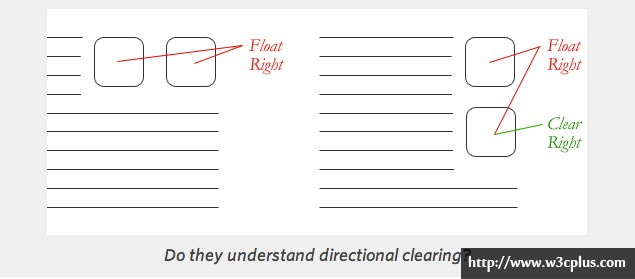 Float
Right
Float
Right
Clear
Right
Do they understand directional clearing?
http://www.w3cplus.com